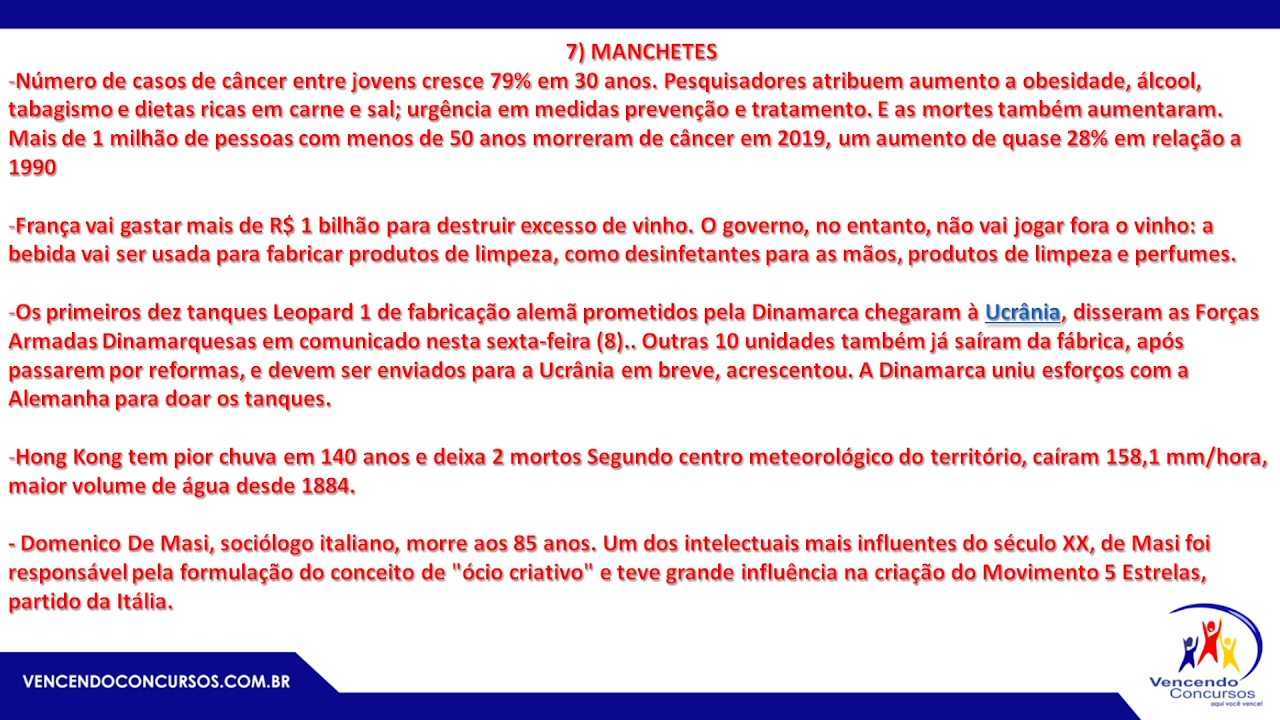 7) MANCHETES
-Número de casos de câncer entre jovens cresce 79% em 30 anos. Pesquisadores atribuem aumento a obesidade, álcool,
tabagismo e dietas ricas em carne e sal; urgência em medidas prevenção e tratamento. E as mortes também aumentaram.
Mais de 1 milhão de pessoas com menos de 50 anos morreram de câncer em 2019, um aumento de quase 28% em relação a
1990
-França vai gastar mais de R$ 1 bilhão para destruir excesso de vinho. O governo, no entanto, não vai jogar fora o vinho: a
bebida vai ser usada para fabricar produtos de limpeza, como desinfetantes para as mãos, produtos de limpeza e perfumes.
-Os primeiros dez tanques Leopard 1 de fabricação alemã prometidos pela Dinamarca chegaram à Ucrânia, disseram as Forças
Armadas Dinamarquesas em comunicado nesta sexta-feira (8).. Outras 10 unidades também já saíram da fábrica, após
passarem por reformas, e devem ser enviados para a Ucrânia em breve, acrescentou. A Dinamarca uniu esforços com a
Alemanha para doar os tanques.
-Hong Kong tem pior chuva em 140 anos e deixa 2 mortos Segundo centro meteorológico do território, caíram 158,1 mm/hora,
maior volume de água desde 1884.
- Domenico De Masi, sociólogo italiano, morre aos 85 anos. Um dos intelectuais mais influentes do século XX, de Masi foi
responsável pela formulação do conceito de "ócio criativo" e teve grande influência na criação do Movimento 5 Estrelas,
partido da Itália.
VENCENDOCONCURSOS.COM.BR
Vencendo
Concursos
aqui você vence!